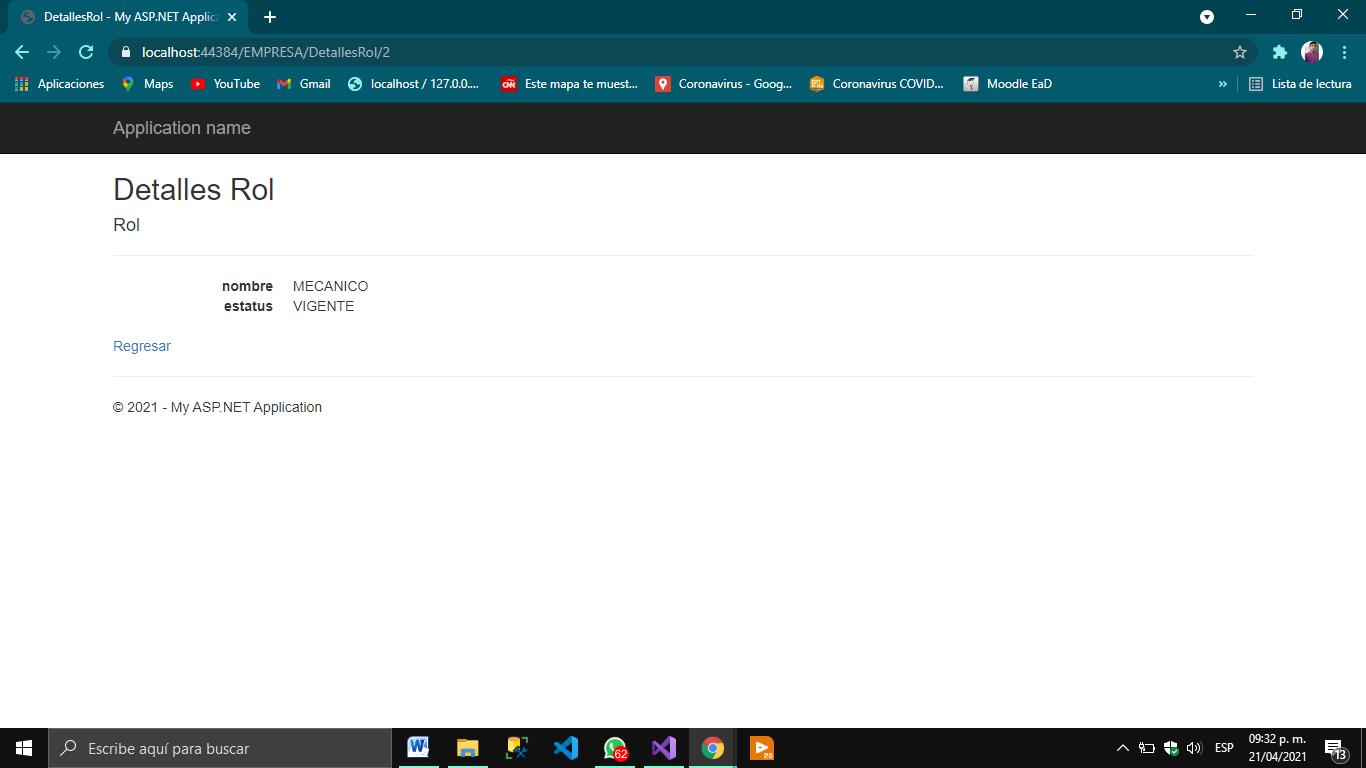 DetallesRol - My ASP.NET Applica
localhost:44384/EMPRESA/DetallesRol/2
Aplicaciones Maps YouTube Gmail localhost / 127.0.0.... CNN Este mapa te muest... Coronavirus - Goog... Coronavirus COVID... Moodle EaD » Lista de lectura
Application name
Detalles Rol
Rol
nombre MECANICO
estatus VIGENTE
Regresar
© 2021 - My ASP.NET Application
Escribe aquí para buscar
62
29
ESP
09:32 p. m.
21/04/2021
13